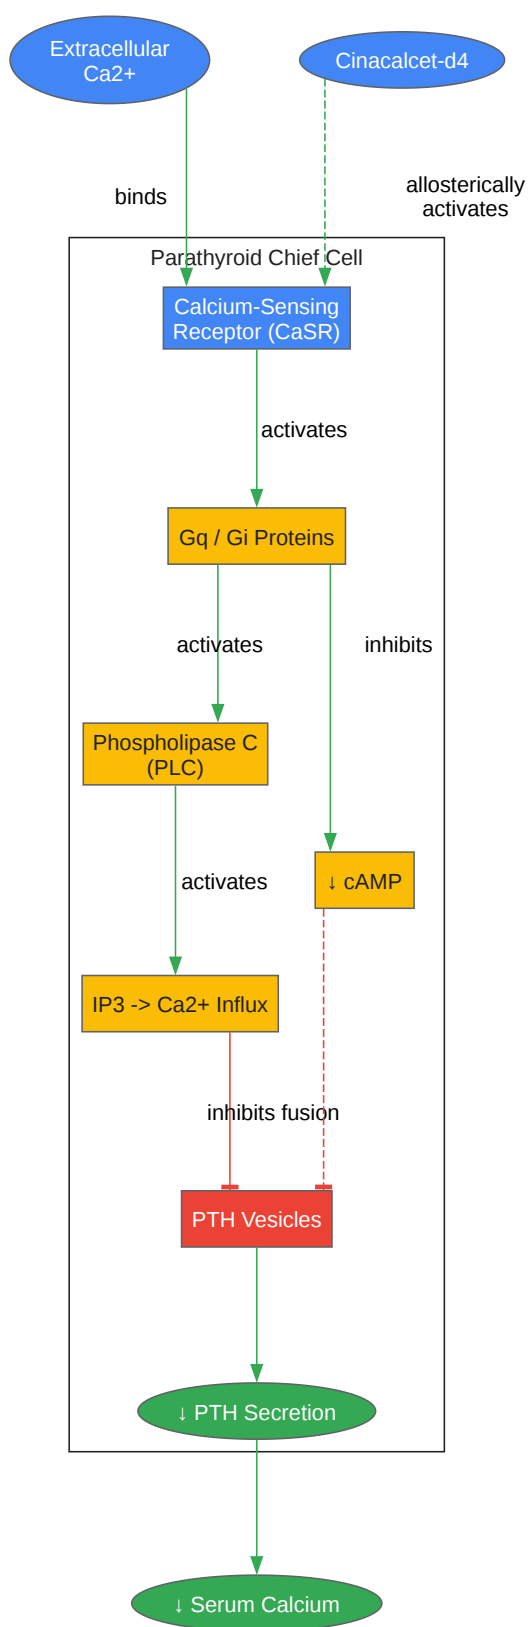 Extracellular
Ca2+
Cinacalcet-d4
binds
allosterically
activates
Parathyroid Chief Cell
Calcium-Sensing
Receptor (CaSR)
activates
Gq / Gi Proteins
activates
inhibits
Phospholipase C
(PLC)
activates
↓ cAMP
IP3 -> Ca2+ Influx
inhibits fusion
PTH Vesicles
↓ PTH Secretion
↓ Serum Calcium